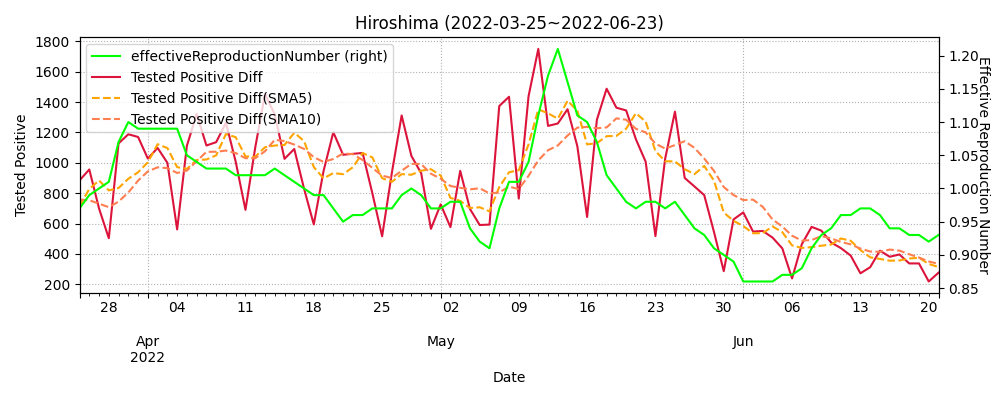 Hiroshima (2022-03-25~2022-06-23)
effectiveReproductionNumber (right)
Tested Positive Diff
Tested Positive Diff(SMA5)
Tested Positive Diff(SMA10)
Tested Positive
1800
1600
1400
1200
1000
800
600
400
200
Effective Reproduction Number
1.20
1.15
1.10
1.05
1.00
0.95
0.90
0.85
28 04 11 18 25 02 09 16 23 30 06 13 20
Apr May Jun
2022
Date